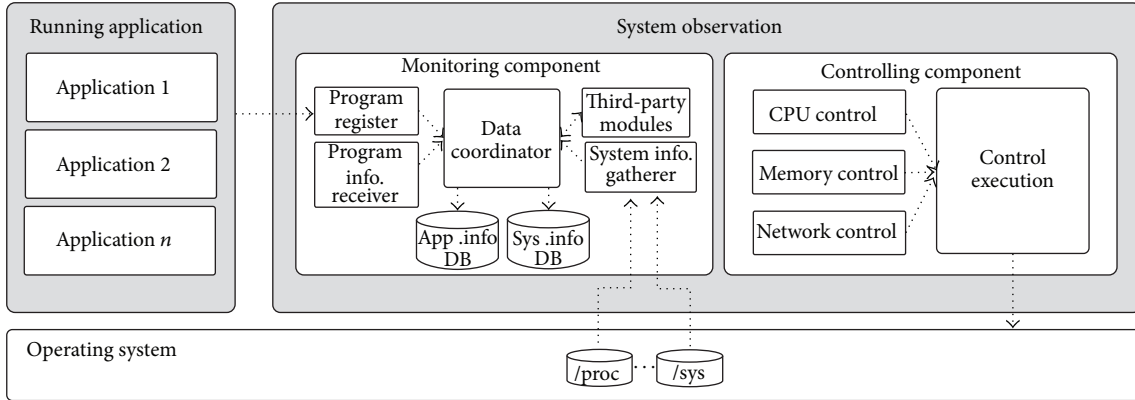 Running application
Application 1
Application 2
Application n
System observation
Monitoring component
Program
register
Program
info.
receiver
Data
coordinator
Third-party
modules
System info.
gatherer
App .info
DB
Sys .info
DB
Controlling component
CPU control
Memory control
Network control
Control
execution
Operating system
/proc
/sys